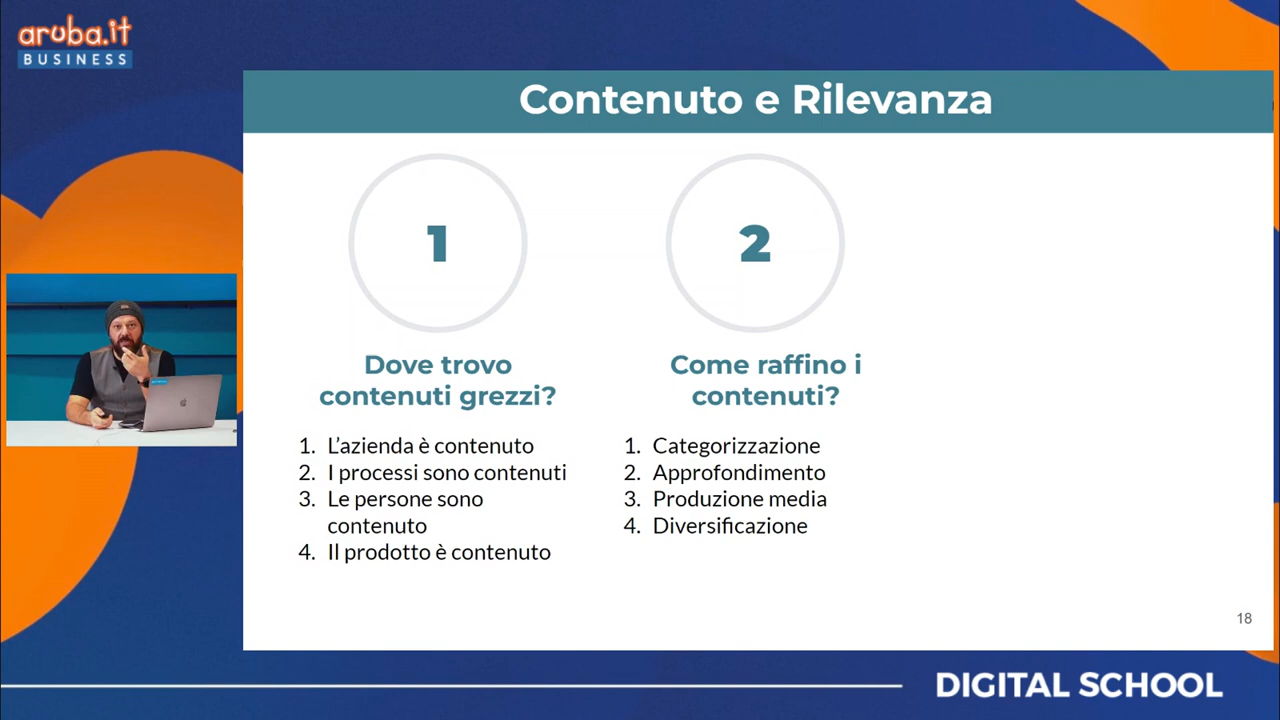 aruba.it
BUSINESS
Contenuto e Rilevanza
1
Dove trovo
contenuti grezzi?
1. L'azienda è contenuto
2. I processi sono contenuti
3. Le persone sono
contenuto
4. Il prodotto è contenuto
2
Come raffino i
contenuti?
1. Categorizzazione
2. Approfondimento
3. Produzione media
4. Diversificazione
18
DIGITAL SCHOOL